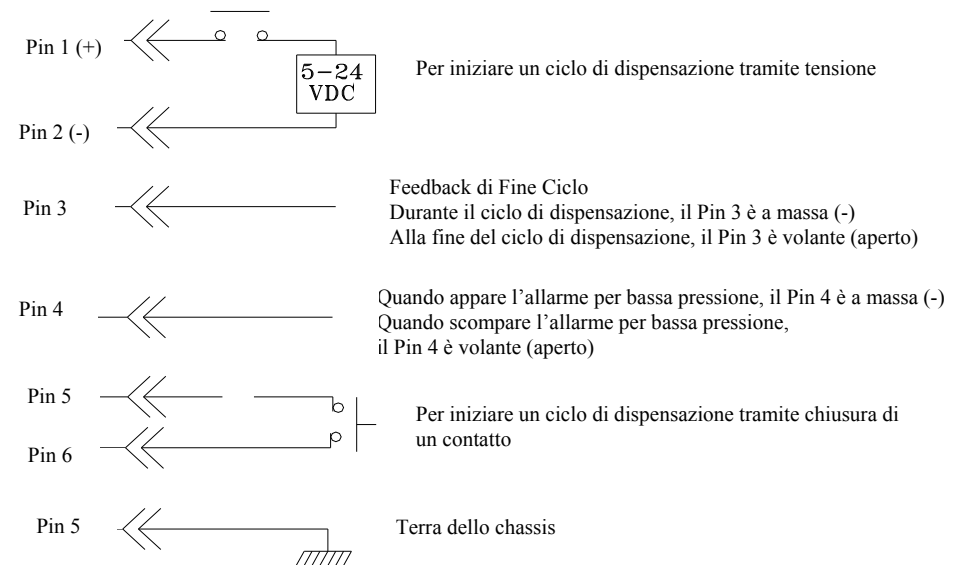 Pin 1 (+)
5-24
VDC
Per iniziare un ciclo di dispensazione tramite tensione
Pin 2 (-)
Pin 3
Feedback di Fine Ciclo
Durante il ciclo di dispensazione, il Pin 3 è a massa (-)
Alla fine del ciclo di dispensazione, il Pin 3 è volante (aperto)
Pin 4
Quando appare l'allarme per bassa pressione, il Pin 4 è a massa (-)
Quando scompare l'allarme per bassa pressione,
il Pin 4 è volante (aperto)
Pin 5
Pin 6
Per iniziare un ciclo di dispensazione tramite chiusura di
un contatto
Pin 5
Terra dello chassis